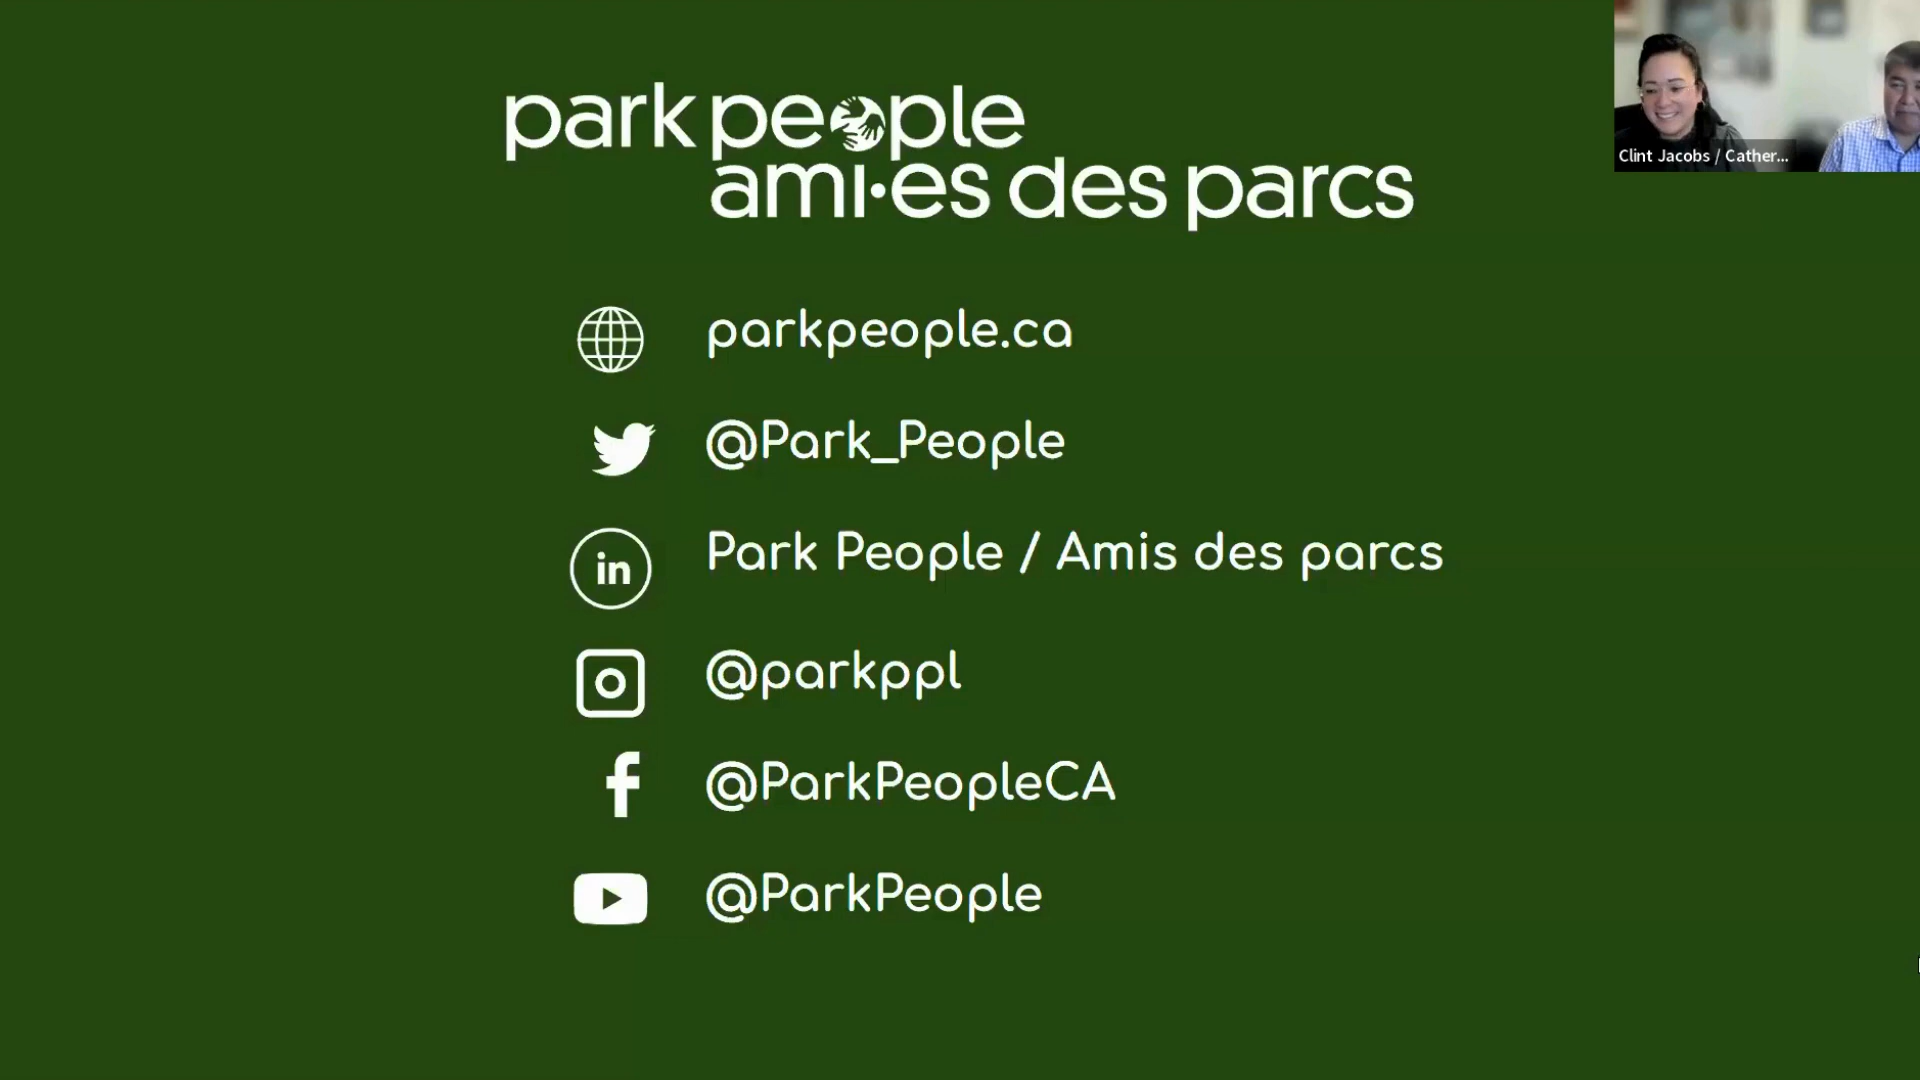 park people
ami·es des parcs
parkpeople.ca
@Park_People
in Park People / Amis des parcs
@parkppl
@ParkPeopleCA
@ParkPeople
Clint Jacobs / Cather...